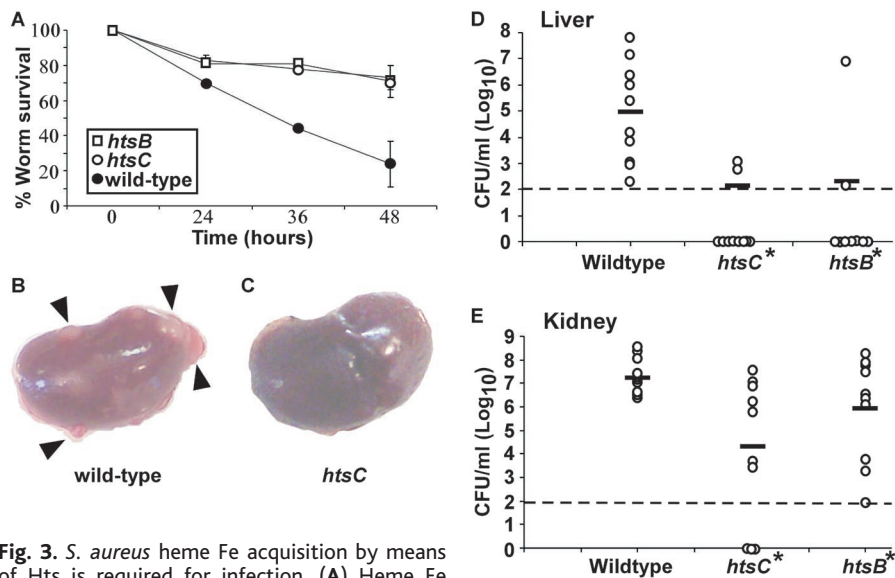 A
% Worm survival
100
80
60
40
20
0
htsB
htsC
wild-type
0 24 36 48
Time (hours)
B
C
wild-type
htsC
Fig. 3. S. aureus heme Fe acquisition by means
of Hts is required for infection. (A) Heme Fe
D
Liver
CFU/ml (Log10)
8
7
6
5
4
3
2
1
0
Wildtype htsC* htsB*
E
Kidney
CFU/ml (Log10)
9
8
7
6
5
4
3
2
1
0
Wildtype htsC* htsB*